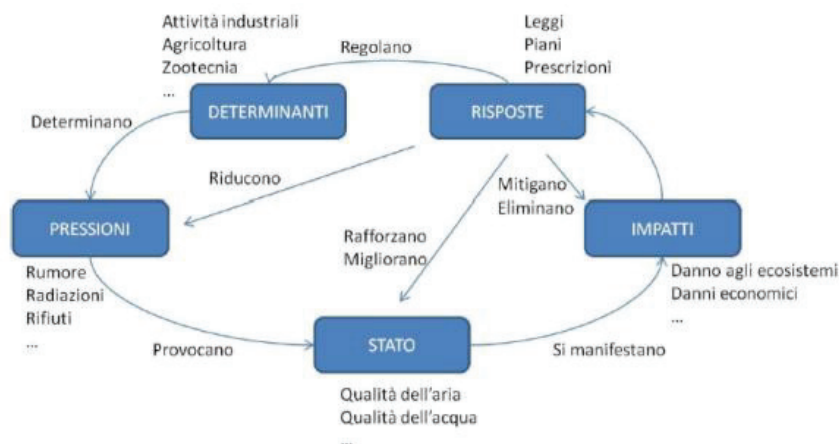 Attività industriali
Agricoltura
Zootecnia
...
Regolano
Leggi
Piani
Prescrizioni
DETERMINANTI
RISPOSTE
Determinano
Riducono
Mitigano
Eliminano
PRESSIONI
IMPATTI
Rafforzano
Migliorano
Rumore
Radiazioni
Rifiuti
...
Danno agli ecosistemi
Danni economici
...
Provocano
STATO
Si manifestano
Qualità dell'aria
Qualità dell'acqua
...